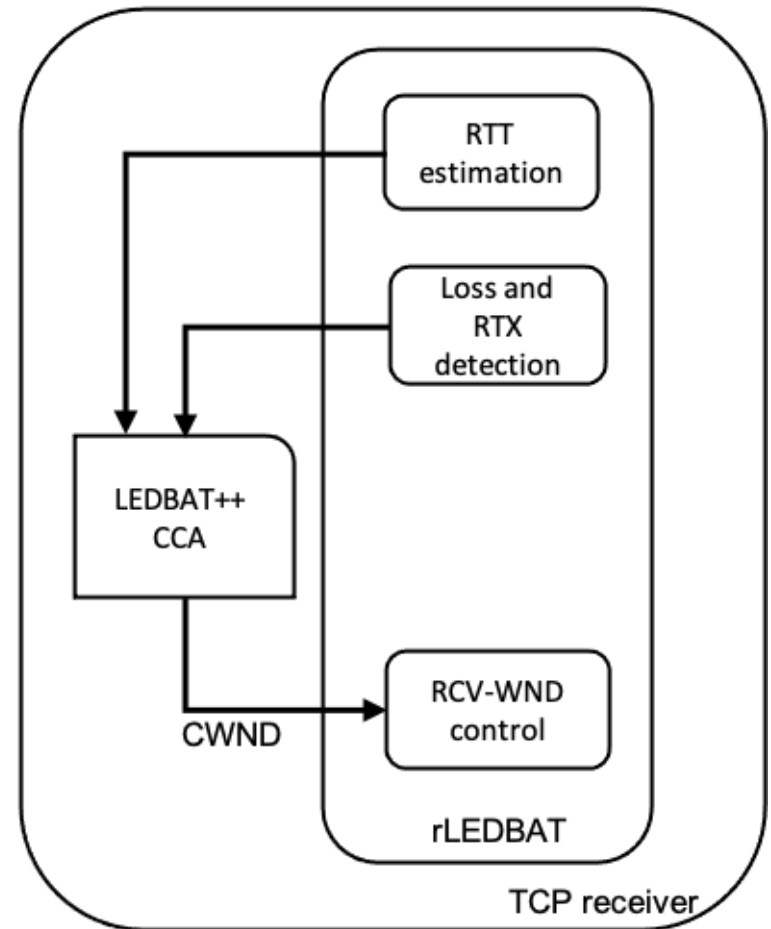 RTT
estimation
Loss and
RTX
detection
LEDBAT++
CCA
RCV-WND
control
CWND
rLEDBAT
TCP receiver